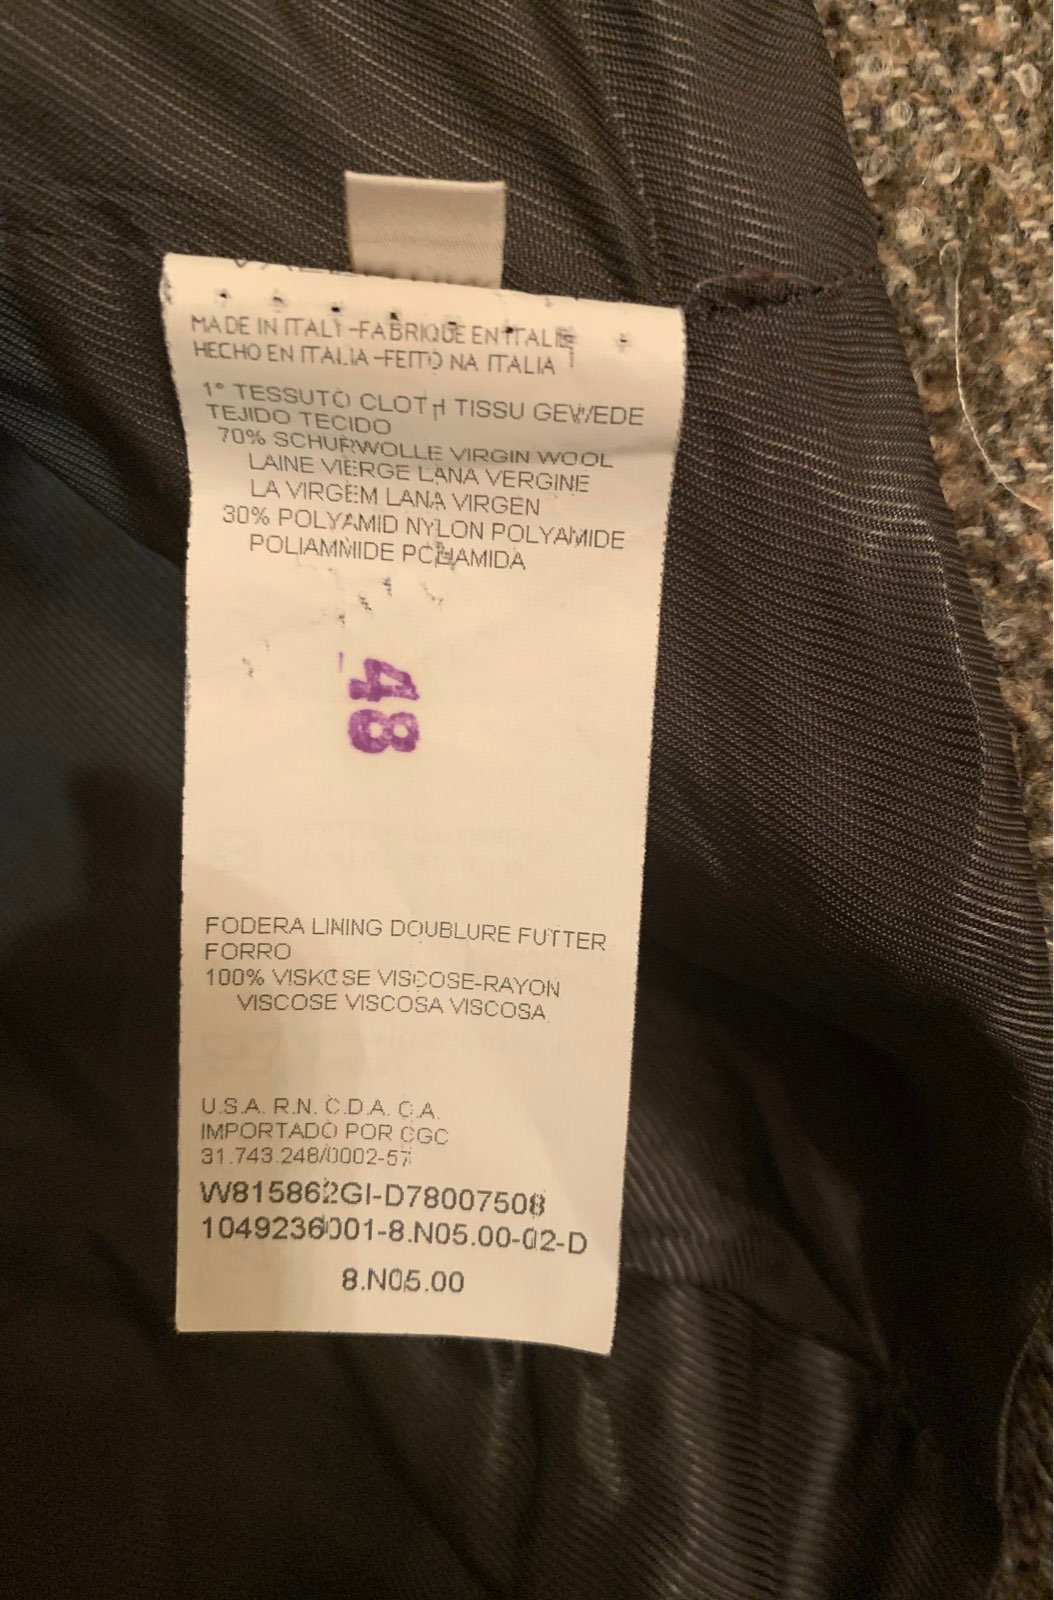 MADE IN ITALY-FABRIQUE EN ITALIE
HECHO EN ITALIA-FEITO NA ITALIA
1° TESSUTO CLOTH TISSU GEWEDE
TEJIDO TECIDO
70% SCHURWOLLE VIRGIN WOOL
LAINE VIERGE LANA VERGINE
LA VIRGEM LANA VIRGEN
30% POLYAMID NYLON POLYAMIDE
POLIAMMIDE POLIAMIDA
48
FODERA LINING DOUBLURE FUTTER
FORRO
100% VISKOSE VISCOSE-RAYON
VISCOSE VISCOSA VISCOSA
U.S.A. R.N. C.D.A. C.A.
IMPORTADO POR CGC
31.743.248/0002-57
W815862GI-D78007508
1049236001-8.N05.00-02-D
8.N05.00